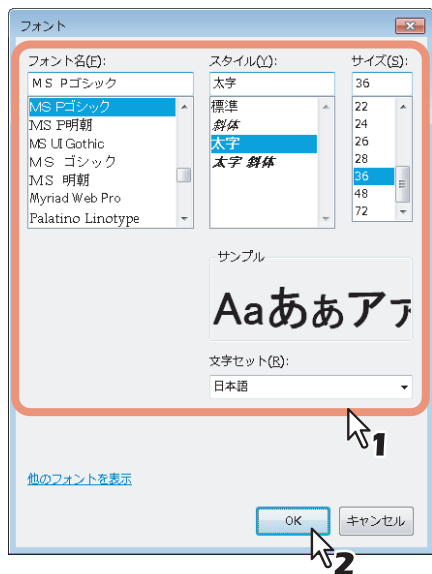 フォント
フォント名(F): スタイル(Y): サイズ(S):
MS Pゴシック 太字 36
MS Pゴシック 標準 22
MS P明朝 斜体 24
MS UI Gothic 太字 26
MS ゴシック 太字 斜体 28
MS 明朝 36
Myriad Web Pro 48
Palatino Linotype 72
サンプル
Aaあぁアァ
文字セット(R):
日本語
1
他のフォントを表示
OK キャンセル
2